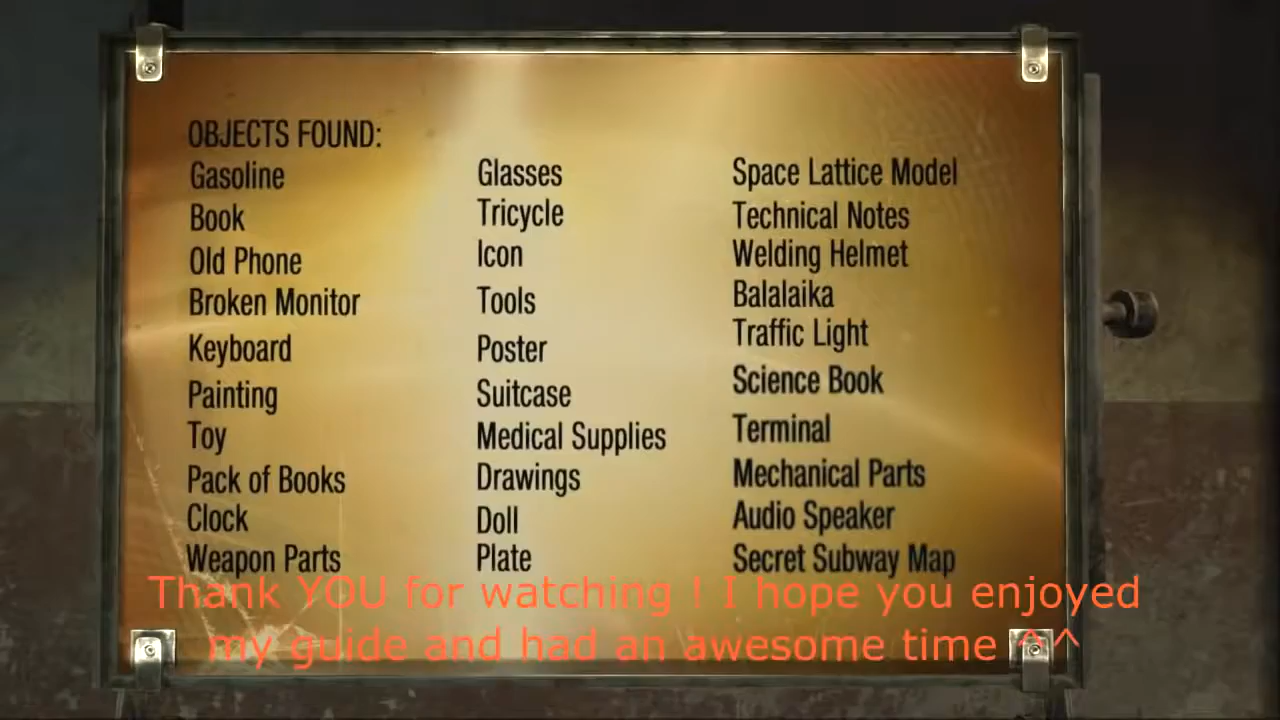 OBJECTS FOUND:
Gasoline
Book
Old Phone
Broken Monitor
Keyboard
Painting
Toy
Pack of Books
Clock
Weapon Parts
Glasses
Tricycle
Icon
Tools
Poster
Suitcase
Medical Supplies
Drawings
Doll
Plate
Space Lattice Model
Technical Notes
Welding Helmet
Balalaika
Traffic Light
Science Book
Terminal
Mechanical Parts
Audio Speaker
Secret Subway Map
Thank YOU for watching ! I hope you enjoyed
my guide and had an awesome time ^^